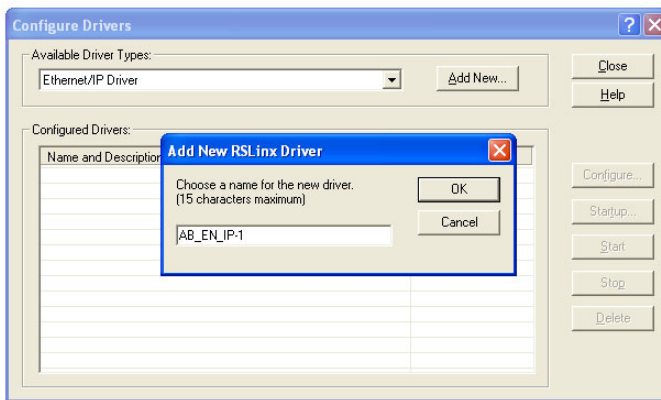 Configure Drivers
Available Driver Types:
Ethernet/IP Driver
Add New...
Close
Help
Configured Drivers:
Name and Description
Add New RSLinx Driver
Choose a name for the new driver.
(15 characters maximum)
AB_EN_IP-1
OK
Cancel
Configure...
Startup...
Start
Stop
Delete